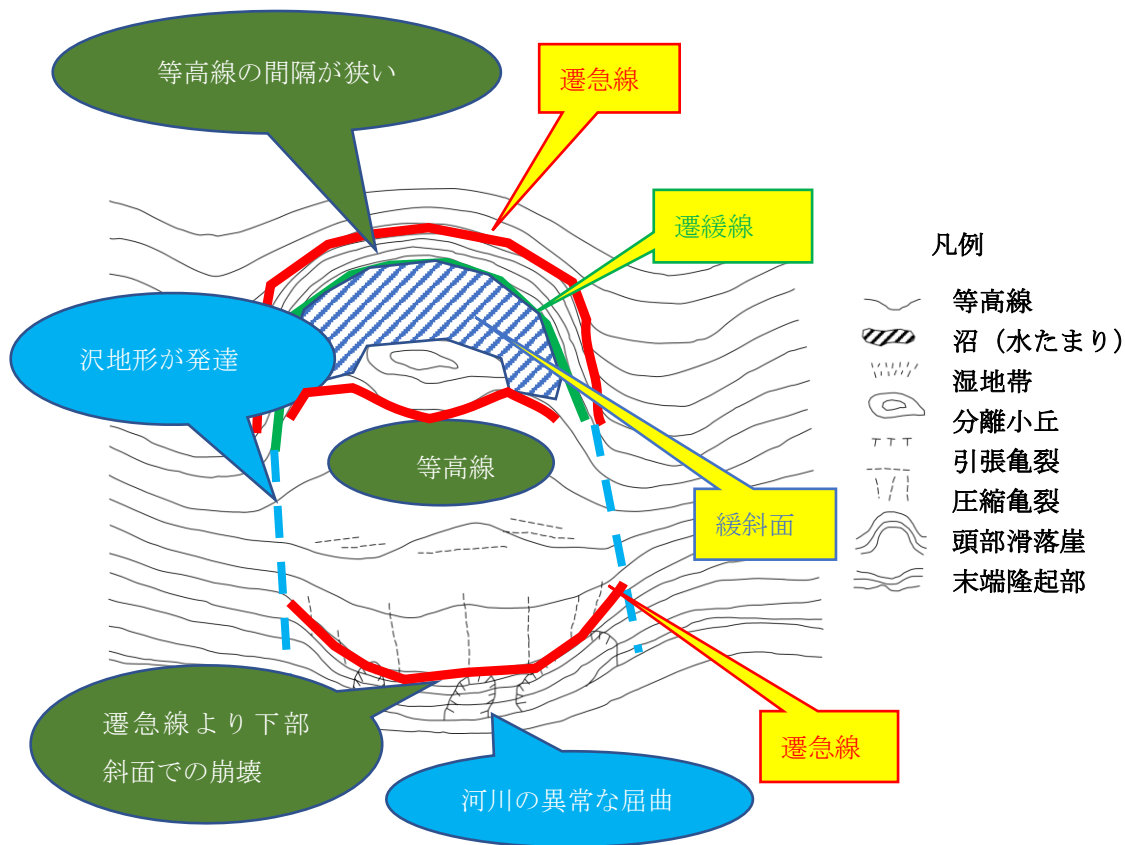 等高線の間隔が狭い
遷急線
遷緩線
沢地形が発達
等高線
緩斜面
遷急線より下部
斜面での崩壊
遷急線
河川の異常な屈曲
凡例
等高線
沼（水たまり）
湿地帯
分離小丘
引張亀裂
圧縮亀裂
頭部滑落崖
末端隆起部